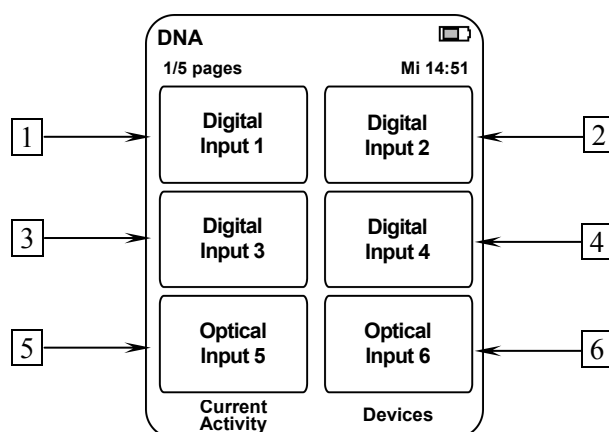 DNA
1/5 pages
Mi 14:51
1
Digital
Input 1
Digital
Input 2
2
3
Digital
Input 3
Digital
Input 4
4
5
Optical
Input 5
Optical
Input 6
6
Current
Activity
Devices